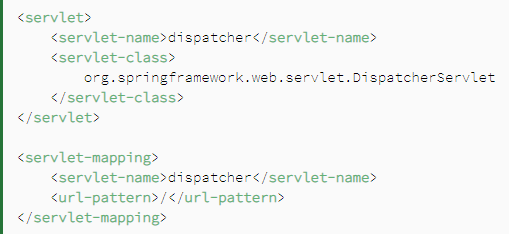 <servlet>
    <servlet-name>dispatcher</servlet-name>
    <servlet-class>
        org.springframework.web.servlet.DispatcherServlet
    </servlet-class>
</servlet>

<servlet-mapping>
    <servlet-name>dispatcher</servlet-name>
    <url-pattern>/</url-pattern>
</servlet-mapping>